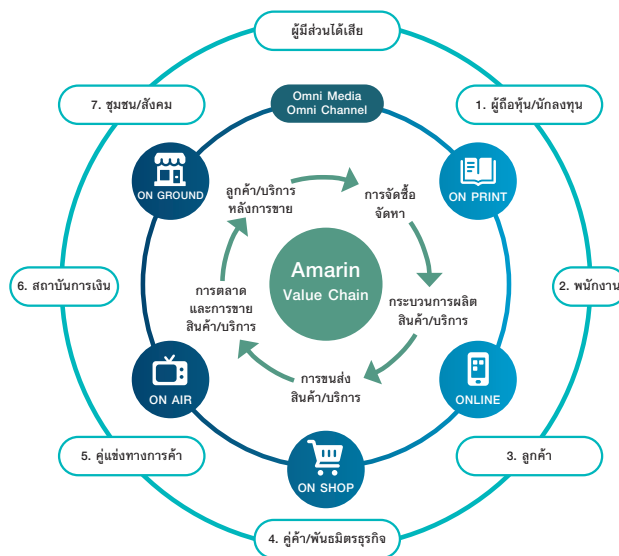 ผู้มีส่วนได้เสีย
7. ชุมชน/สังคม
Omni Media
Omni Channel
1. ผู้ถือหุ้น/นักลงทุน
ON GROUND
ลูกค้า/บริการ
หลังการขาย
การจัดซื้อ
จัดหา
ON PRINT
Amarin
Value Chain
6. สถาบันการเงิน
การตลาด
และการขาย
สินค้า/บริการ
กระบวนการผลิต
สินค้า/บริการ
2. พนักงาน
การขนส่ง
สินค้า/บริการ
ON AIR
ONLINE
5. คู่แข่งทางการค้า
3. ลูกค้า
ON SHOP
4. คู่ค้า/พันธมิตรธุรกิจ